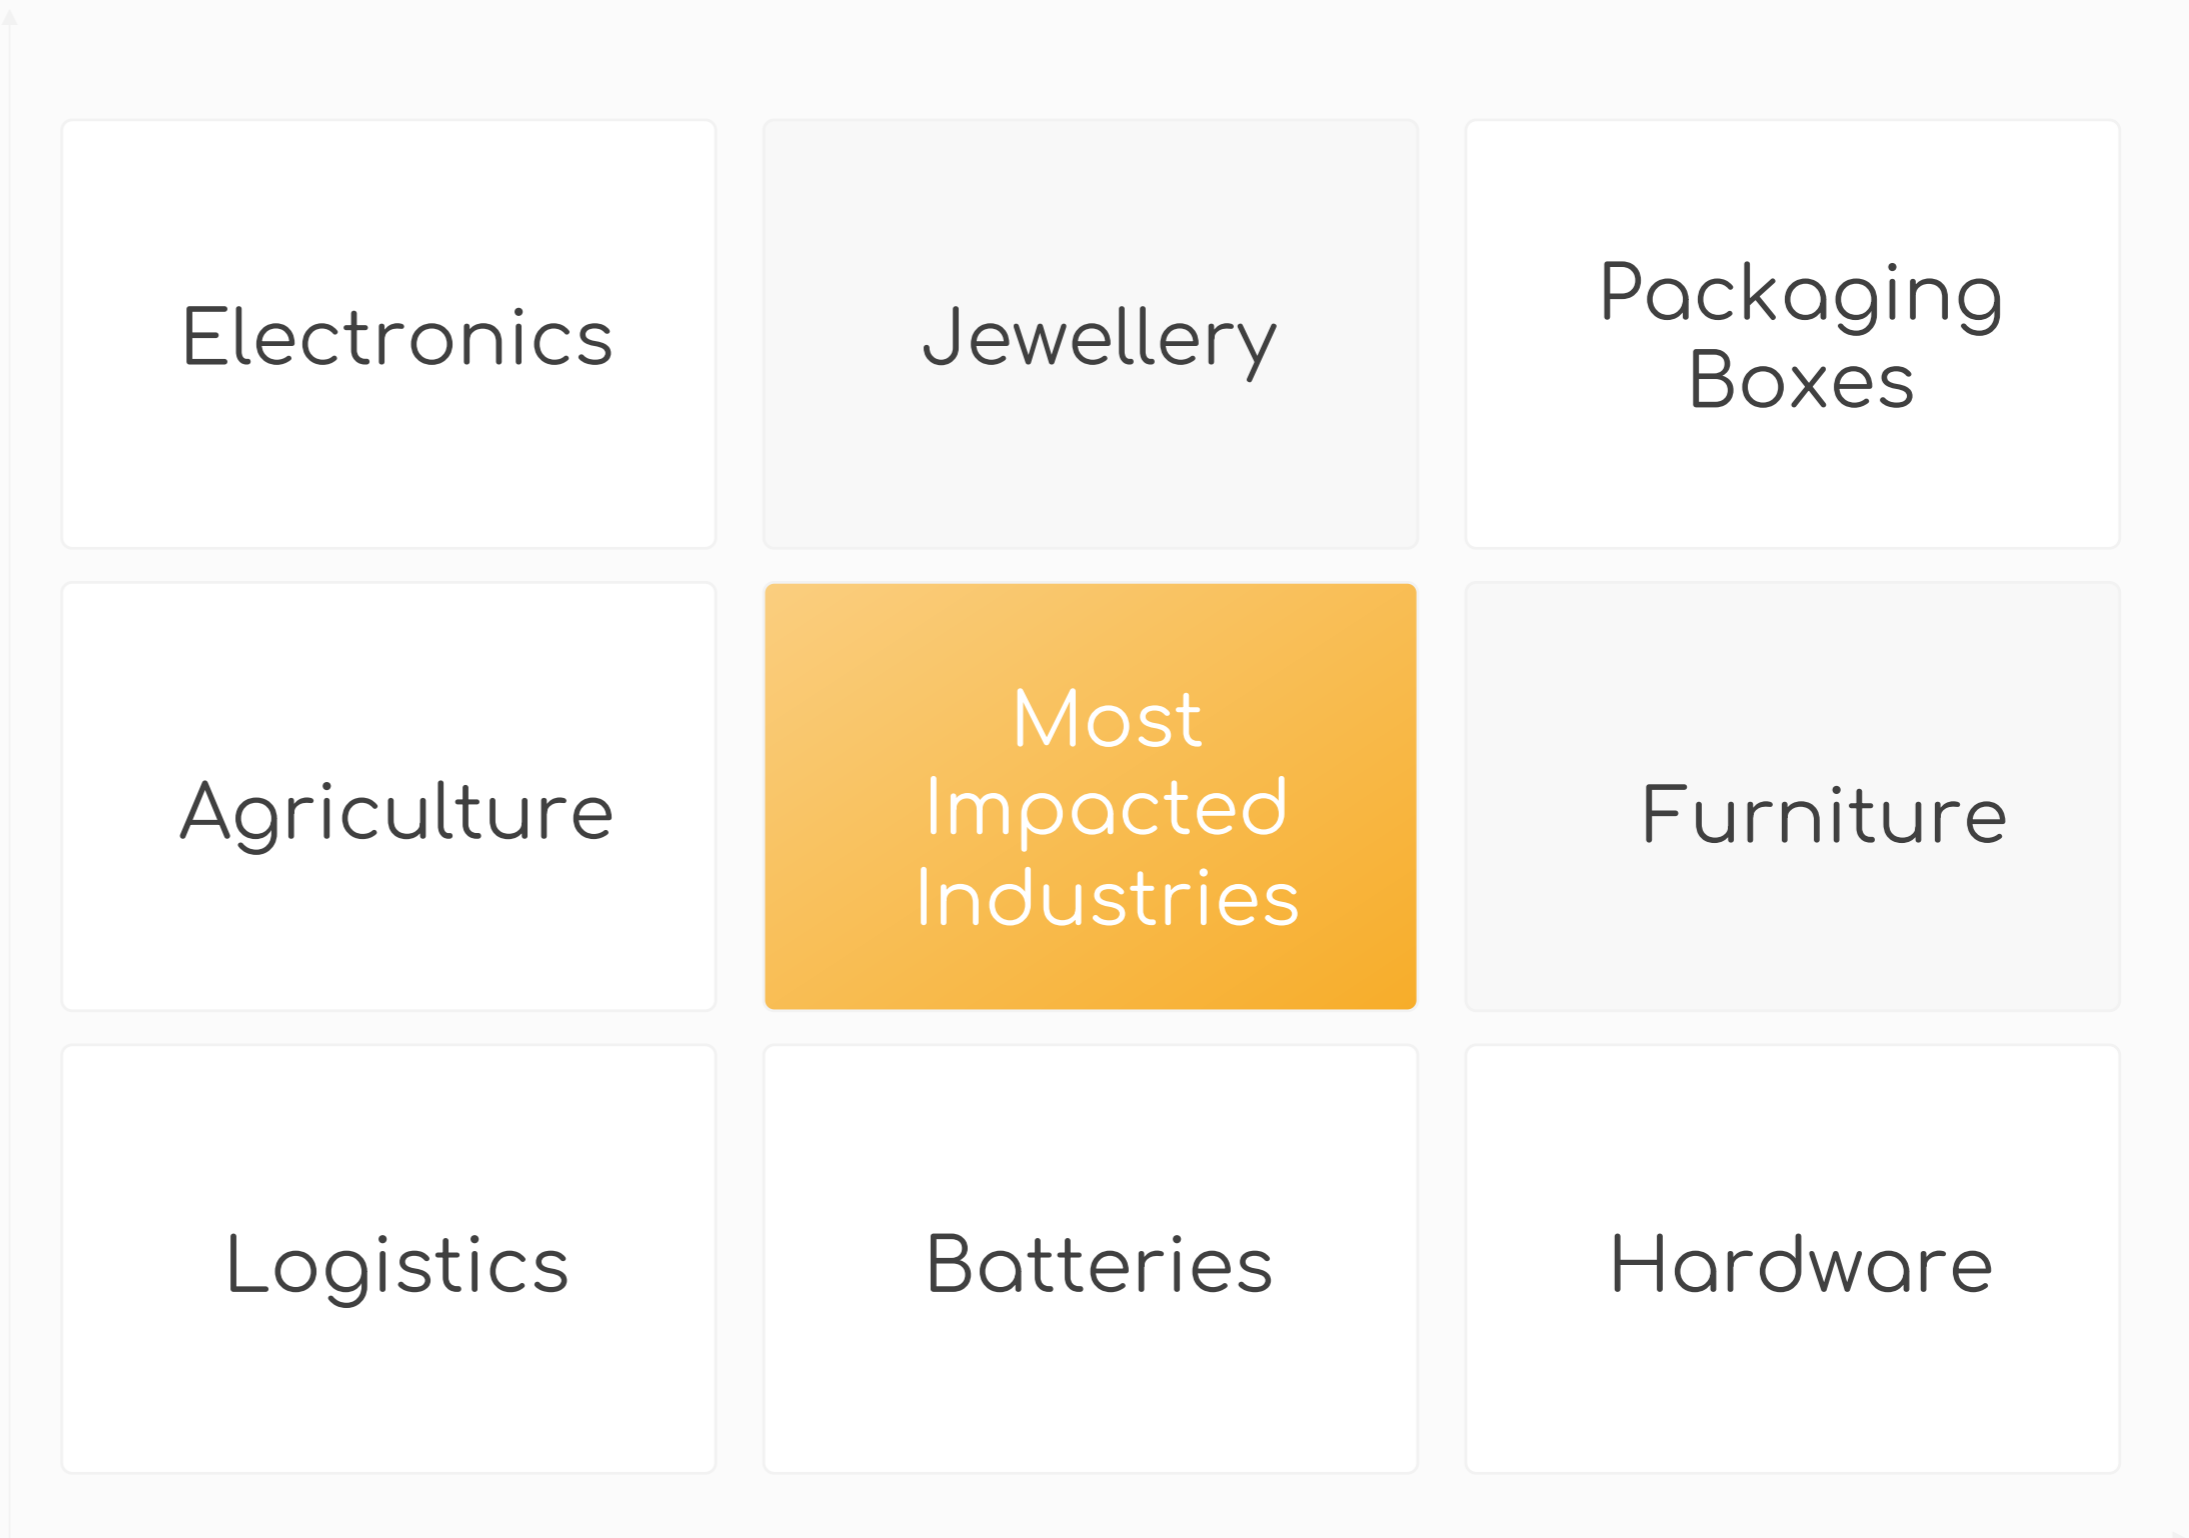 Electronics
Jewellery
Packaging
Boxes
Agriculture
Most
Impacted
Industries
Furniture
Logistics
Batteries
Hardware